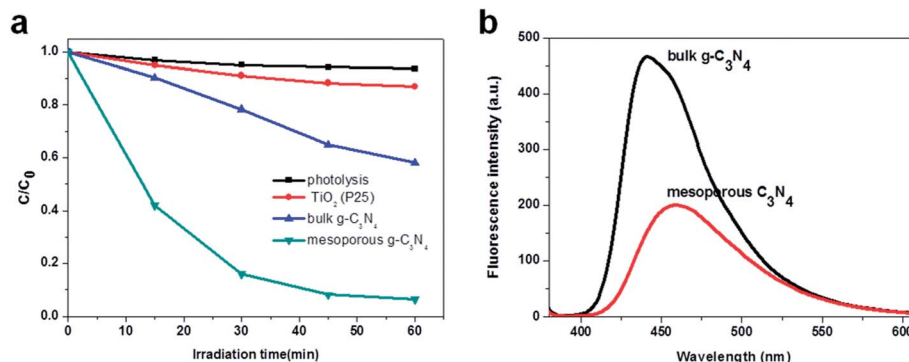 a
1.0
0.8
0.6
0.4
0.2
0.0
C/C₀
photolysis
TiO₂ (P25)
bulk g-C₃N₄
mesoporous g-C₃N₄
0 10 20 30 40 50 60
Irradiation time(min)
b
500
400
300
200
100
0
Fluorescence intensity (a.u.)
bulk g-C₃N₄
mesoporous C₃N₄
400 450 500 550 600
Wavelength (nm)